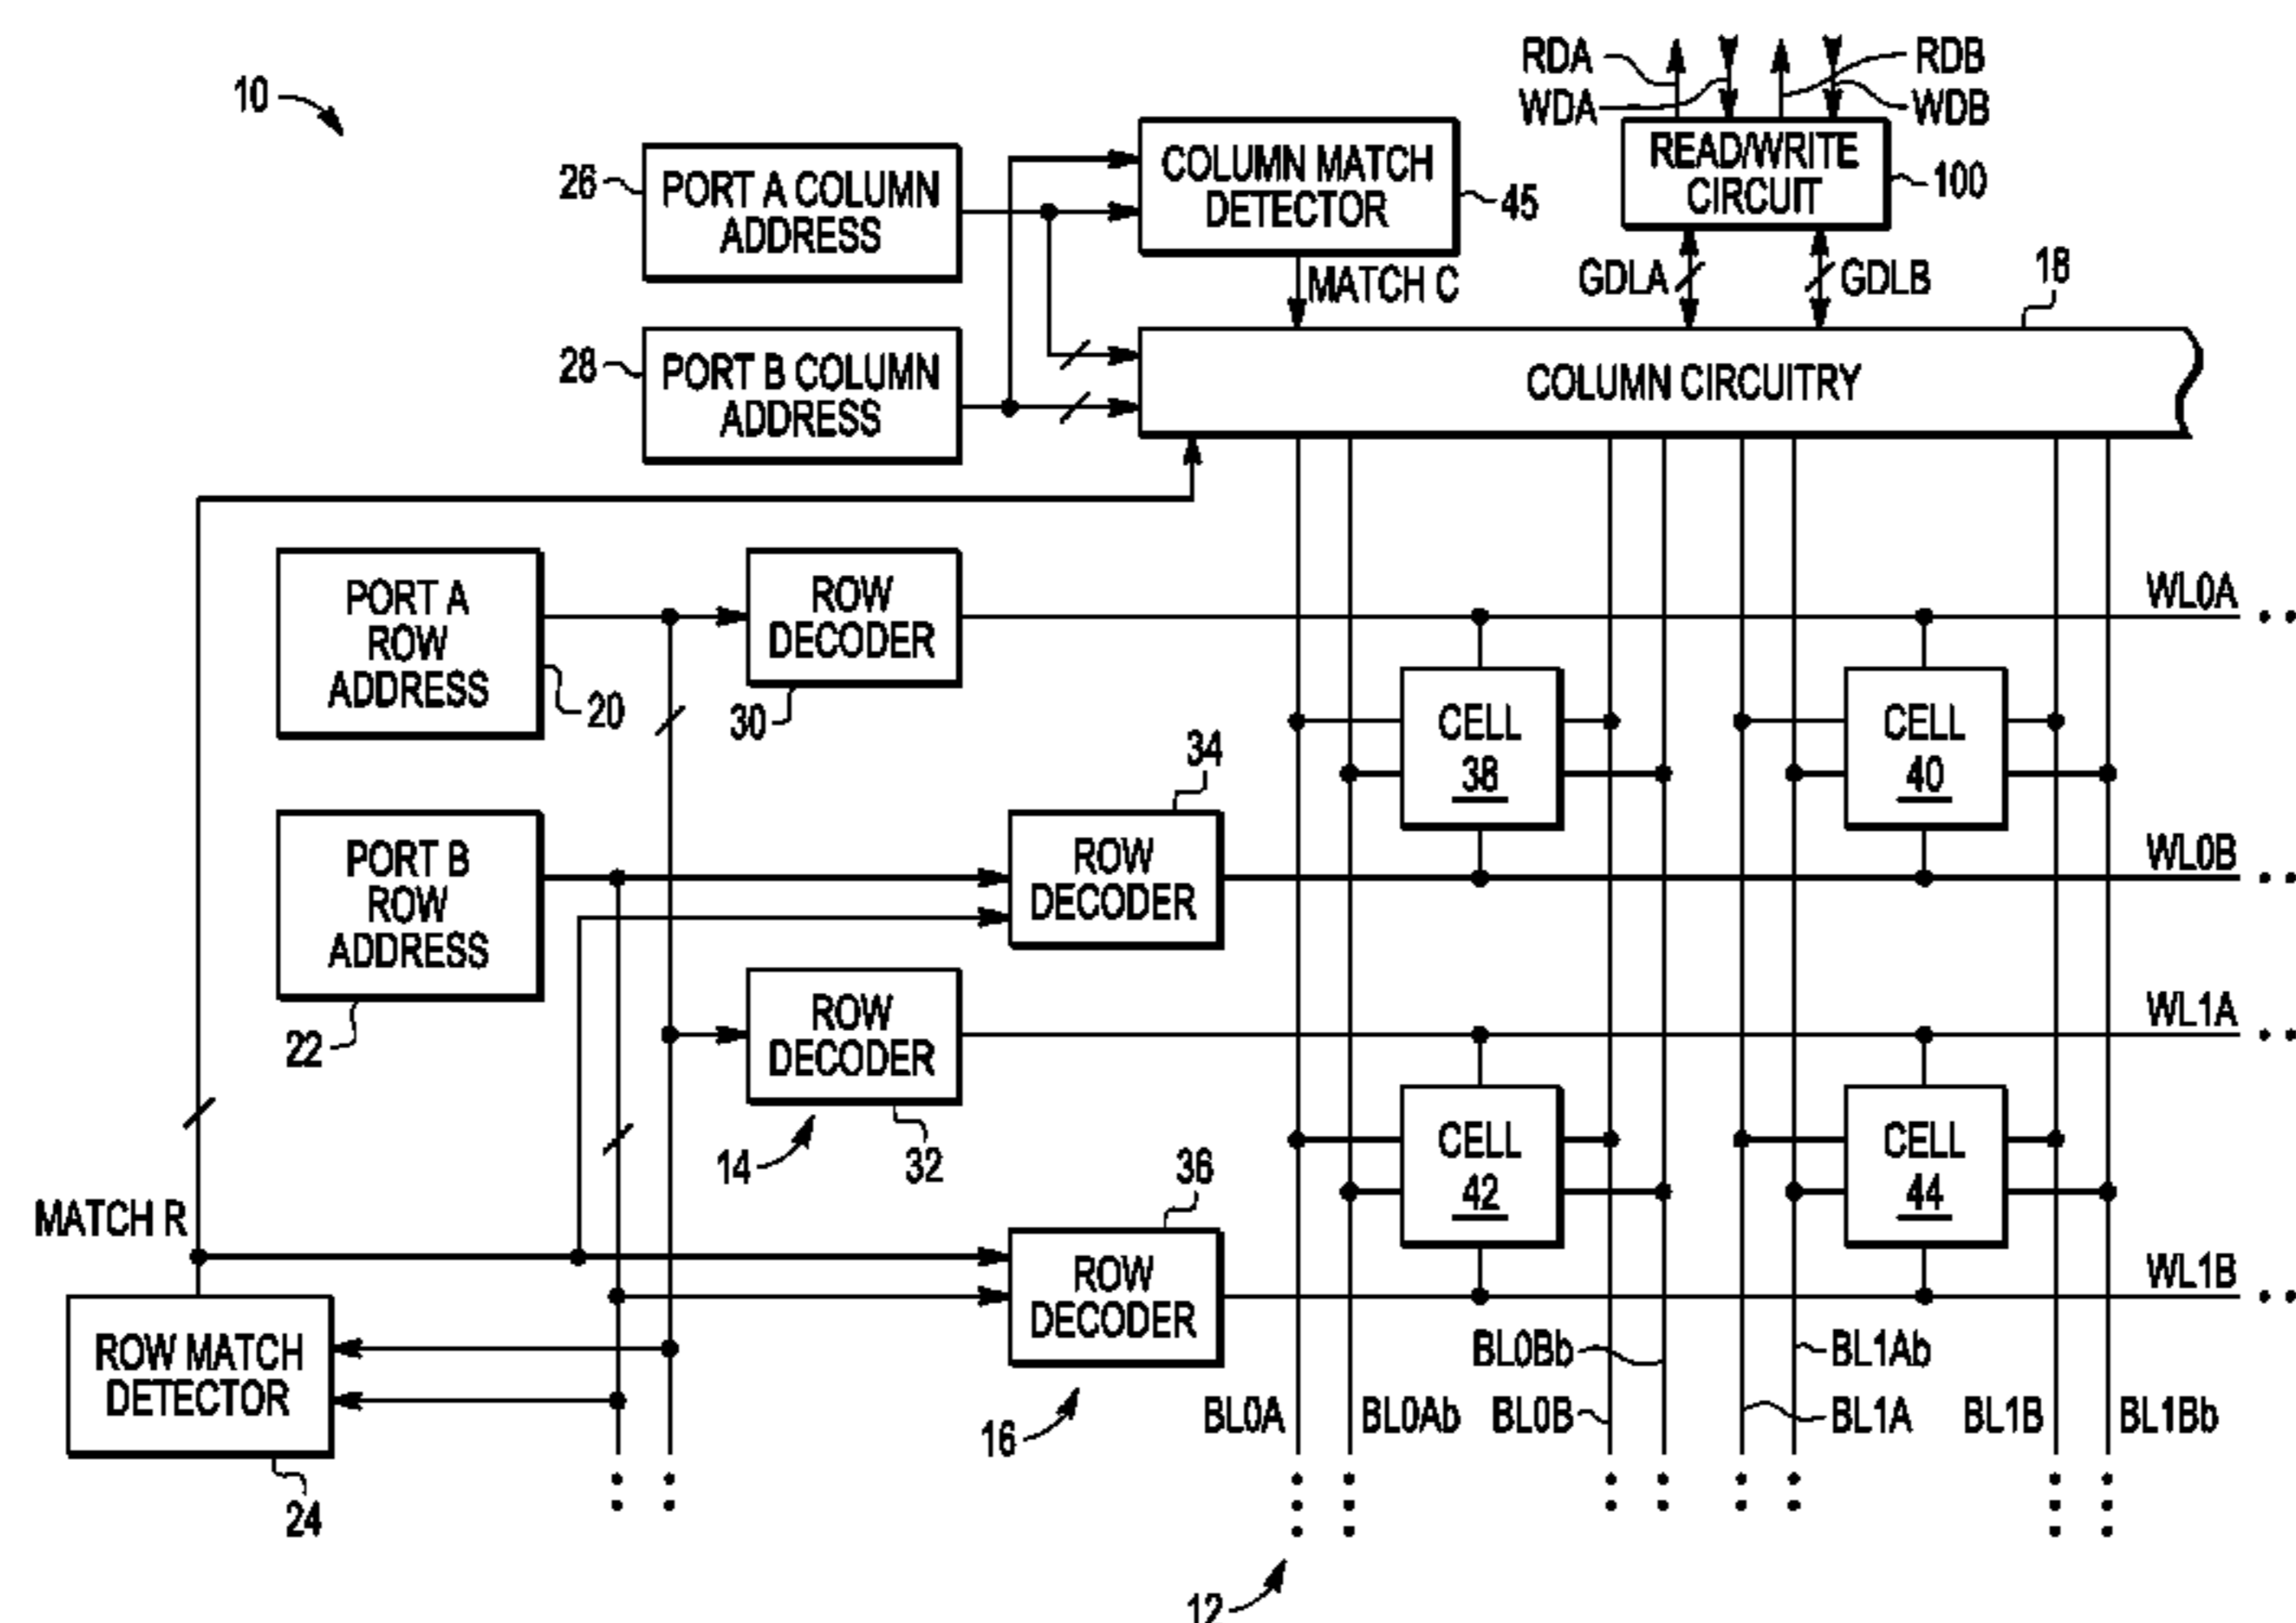 10
RDA
WDA
RDB
WDB
26
PORT A COLUMN
ADDRESS
COLUMN MATCH
DETECTOR
45
READ/WRITE
CIRCUIT
100
MATCH C
GDLA
GDLB
18
28
PORT B COLUMN
ADDRESS
COLUMN CIRCUITRY
PORT A
ROW
ADDRESS
20
ROW
DECODER
30
WL0A
CELL
38
CELL
40
34
PORT B
ROW
ADDRESS
22
ROW
DECODER
WL0B
ROW
DECODER
14
32
WL1A
CELL
42
CELL
44
36
MATCH R
ROW
DECODER
16
WL1B
ROW MATCH
DETECTOR
24
BL0Bb
BL1Ab
BL0A
BL0Ab
BL0B
BL1A
BL1B
BL1Bb
12